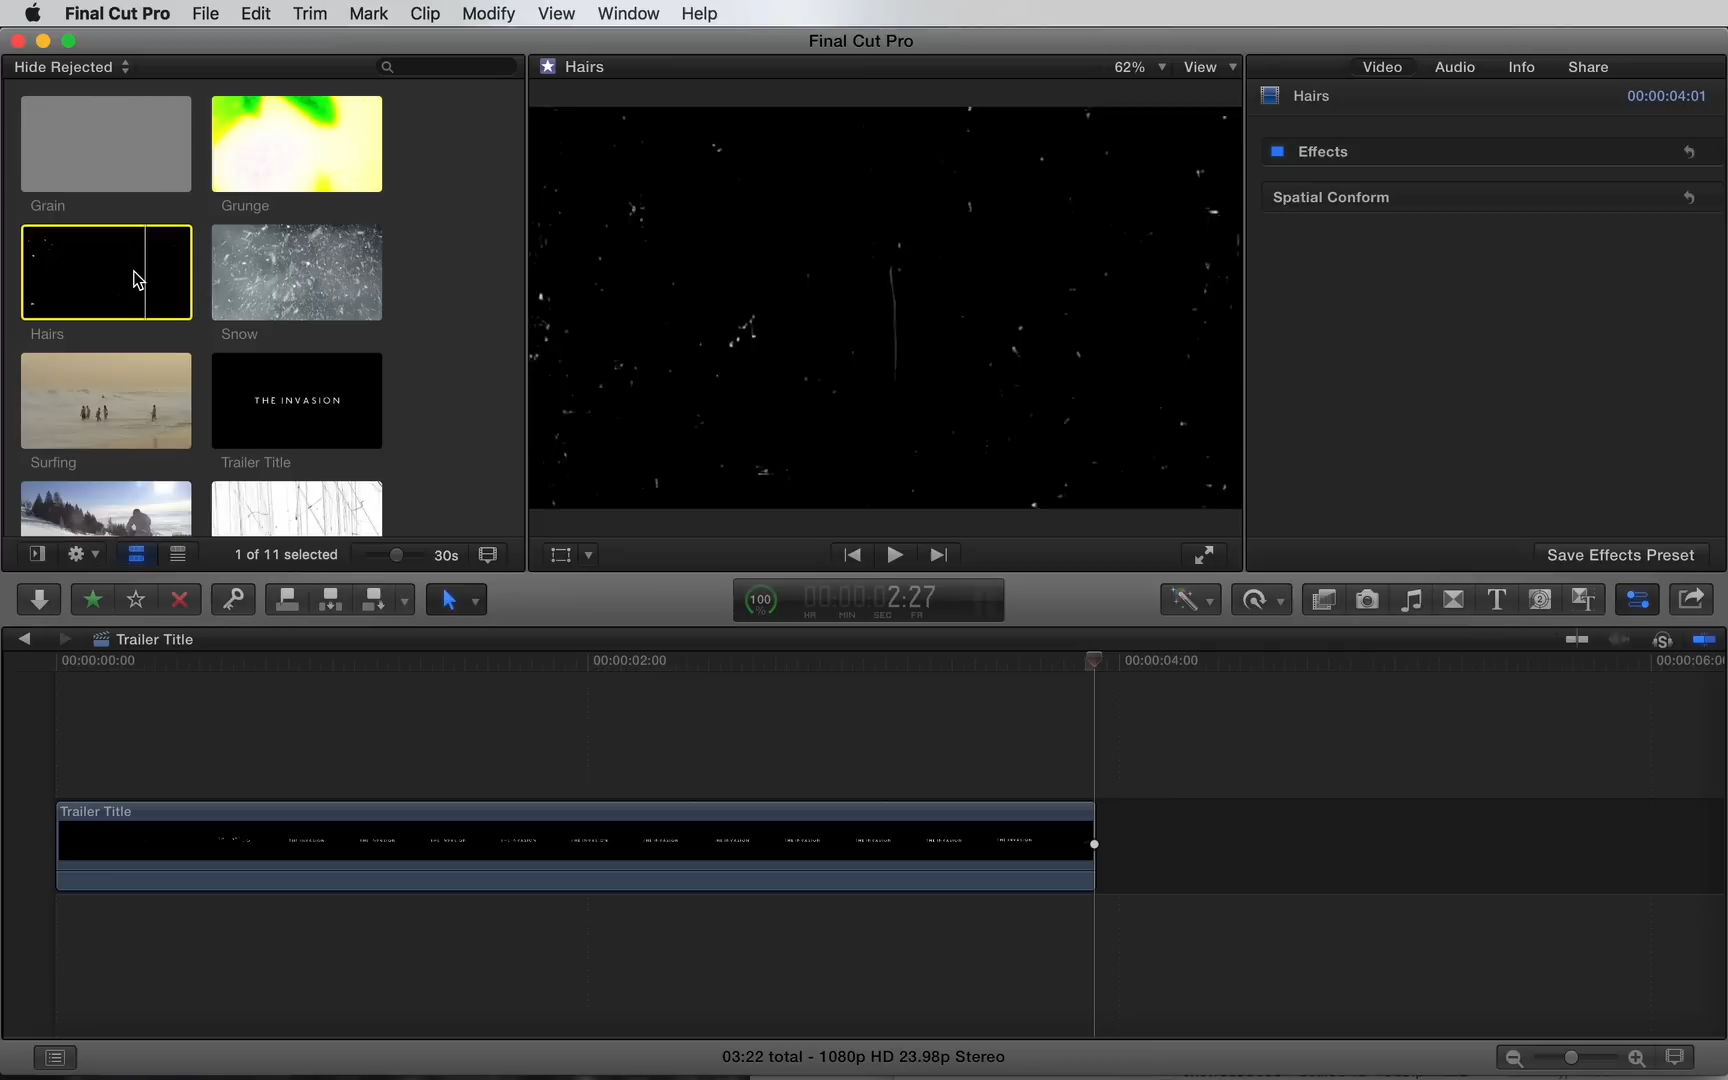 Final Cut Pro File Edit Trim Mark Clip Modify View Window Help
Final Cut Pro
Hide Rejected
Hairs
62%
View
Video Audio Info Share
Hairs
00:00:04:01
Effects
Spatial Conform
Grain
Grunge
Hairs
Snow
THE INVASION
Surfing
Trailer Title
1 of 11 selected
30s
Save Effects Preset
100
%
00:00:02:27
HR MIN SEC FR
Trailer Title
00:00:00:00
00:00:02:00
00:00:04:00
00:00:06:0
Trailer Title
03:22 total - 1080p HD 23.98p Stereo